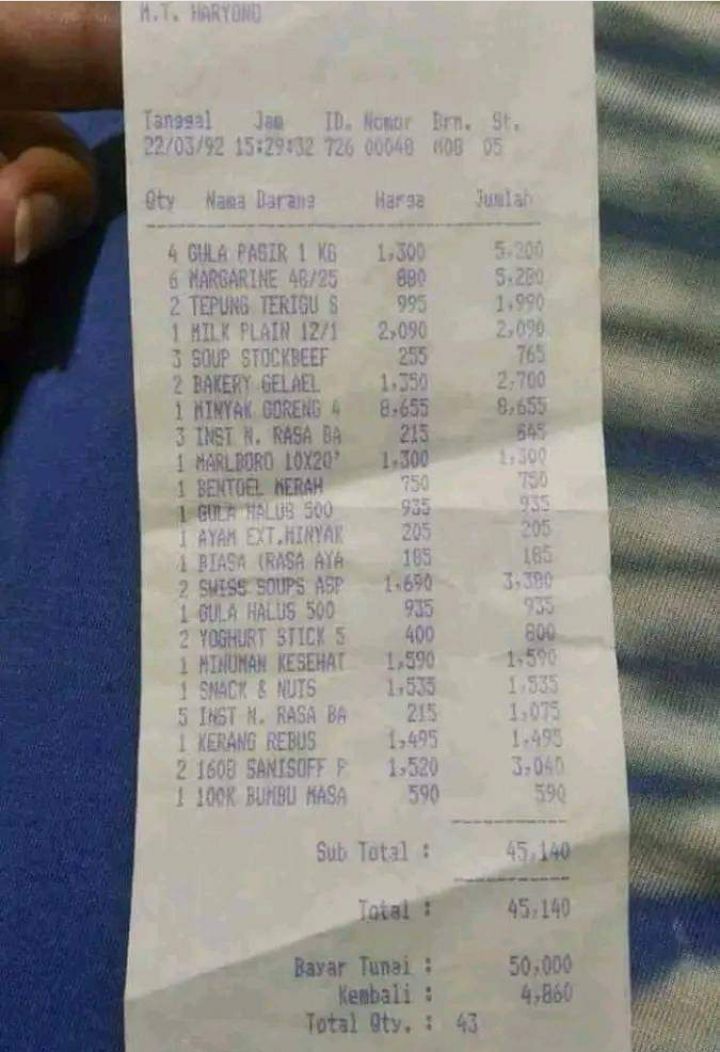 M.T. HARYONO
Tanggal Jam ID. Nomor Brn. St.
22/03/92 15:29:32 726 00048 MOB 05
Qty Nama Barang Harga Jumlah
4 GULA PASIR 1 KG 1,300 5,200
6 MARGARINE 48/25 880 5,280
2 TEPUNG TERIGU S 995 1,990
1 MILK PLAIN 12/1 2,090 2,090
3 SOUP STOCKBEEF 255 765
2 BAKERY GELAEL 1,350 2,700
1 MINYAK GORENG 4 8,655 8,655
3 INST M. RASA BA 215 645
1 MARLBORO 10X20' 1,300 1,300
1 BENTOEL MERAH 750 750
1 GULA HALUS 500 935 935
1 AYAM EXT.MINYAK 205 205
1 BIASA (RASA AYA 185 185
2 SWISS SOUPS ASP 1,690 3,380
1 GULA HALUS 500 935 935
2 YOGHURT STICK 5 400 800
1 MINUMAN KESEHAT 1,590 1,590
1 SNACK & NUTS 1,535 1,535
5 INST M. RASA BA 215 1,075
1 KERANG REBUS 1,495 1,495
2 160B SANISOFF P 1,520 3,040
1 100K BUMBU MASA 590 590
Sub Total : 45,140
Total : 45,140
Bayar Tunai : 50,000
Kembali : 4,860
Total Qty. : 43